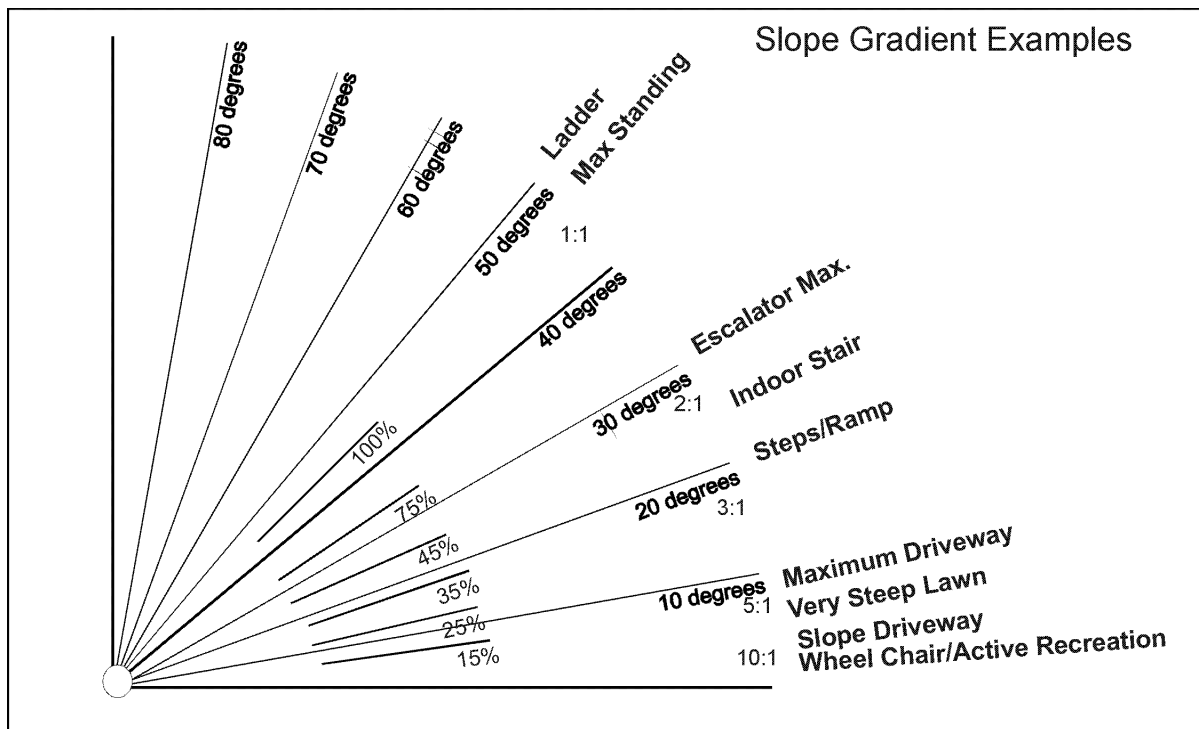 Slope Gradient Examples
80 degrees
70 degrees
60 degrees
Ladder
Max Standing
50 degrees
1:1
40 degrees
Escalator Max.
30 degrees
2:1
Indoor Stair
Steps/Ramp
20 degrees
3:1
100%
75%
45%
35%
25%
15%
Maximum Driveway
10 degrees
5:1
Very Steep Lawn
Slope Driveway
10:1
Wheel Chair/Active Recreation